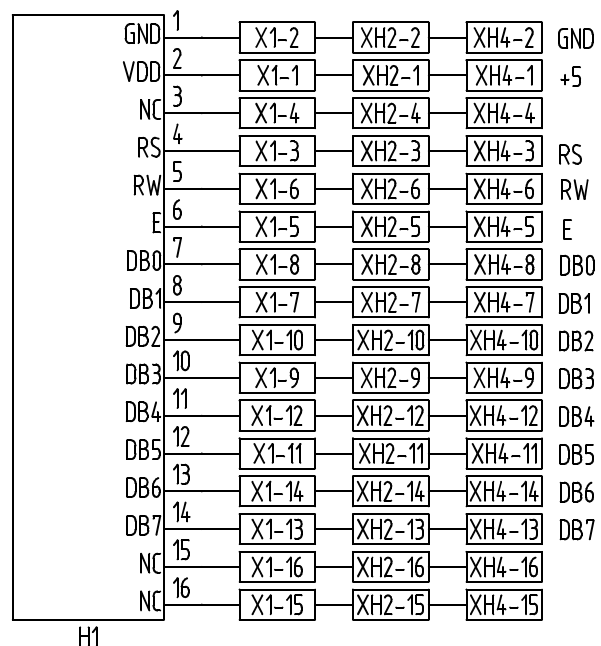 GND 1 X1-2 XH2-2 XH4-2 GND
VDD 2 X1-1 XH2-1 XH4-1 +5
NC 3 X1-4 XH2-4 XH4-4
RS 4 X1-3 XH2-3 XH4-3 RS
RW 5 X1-6 XH2-6 XH4-6 RW
E 6 X1-5 XH2-5 XH4-5 E
DB0 7 X1-8 XH2-8 XH4-8 DB0
DB1 8 X1-7 XH2-7 XH4-7 DB1
DB2 9 X1-10 XH2-10 XH4-10 DB2
DB3 10 X1-9 XH2-9 XH4-9 DB3
DB4 11 X1-12 XH2-12 XH4-12 DB4
DB5 12 X1-11 XH2-11 XH4-11 DB5
DB6 13 X1-14 XH2-14 XH4-14 DB6
DB7 14 X1-13 XH2-13 XH4-13 DB7
NC 15 X1-16 XH2-16 XH4-16
NC 16 X1-15 XH2-15 XH4-15
H1